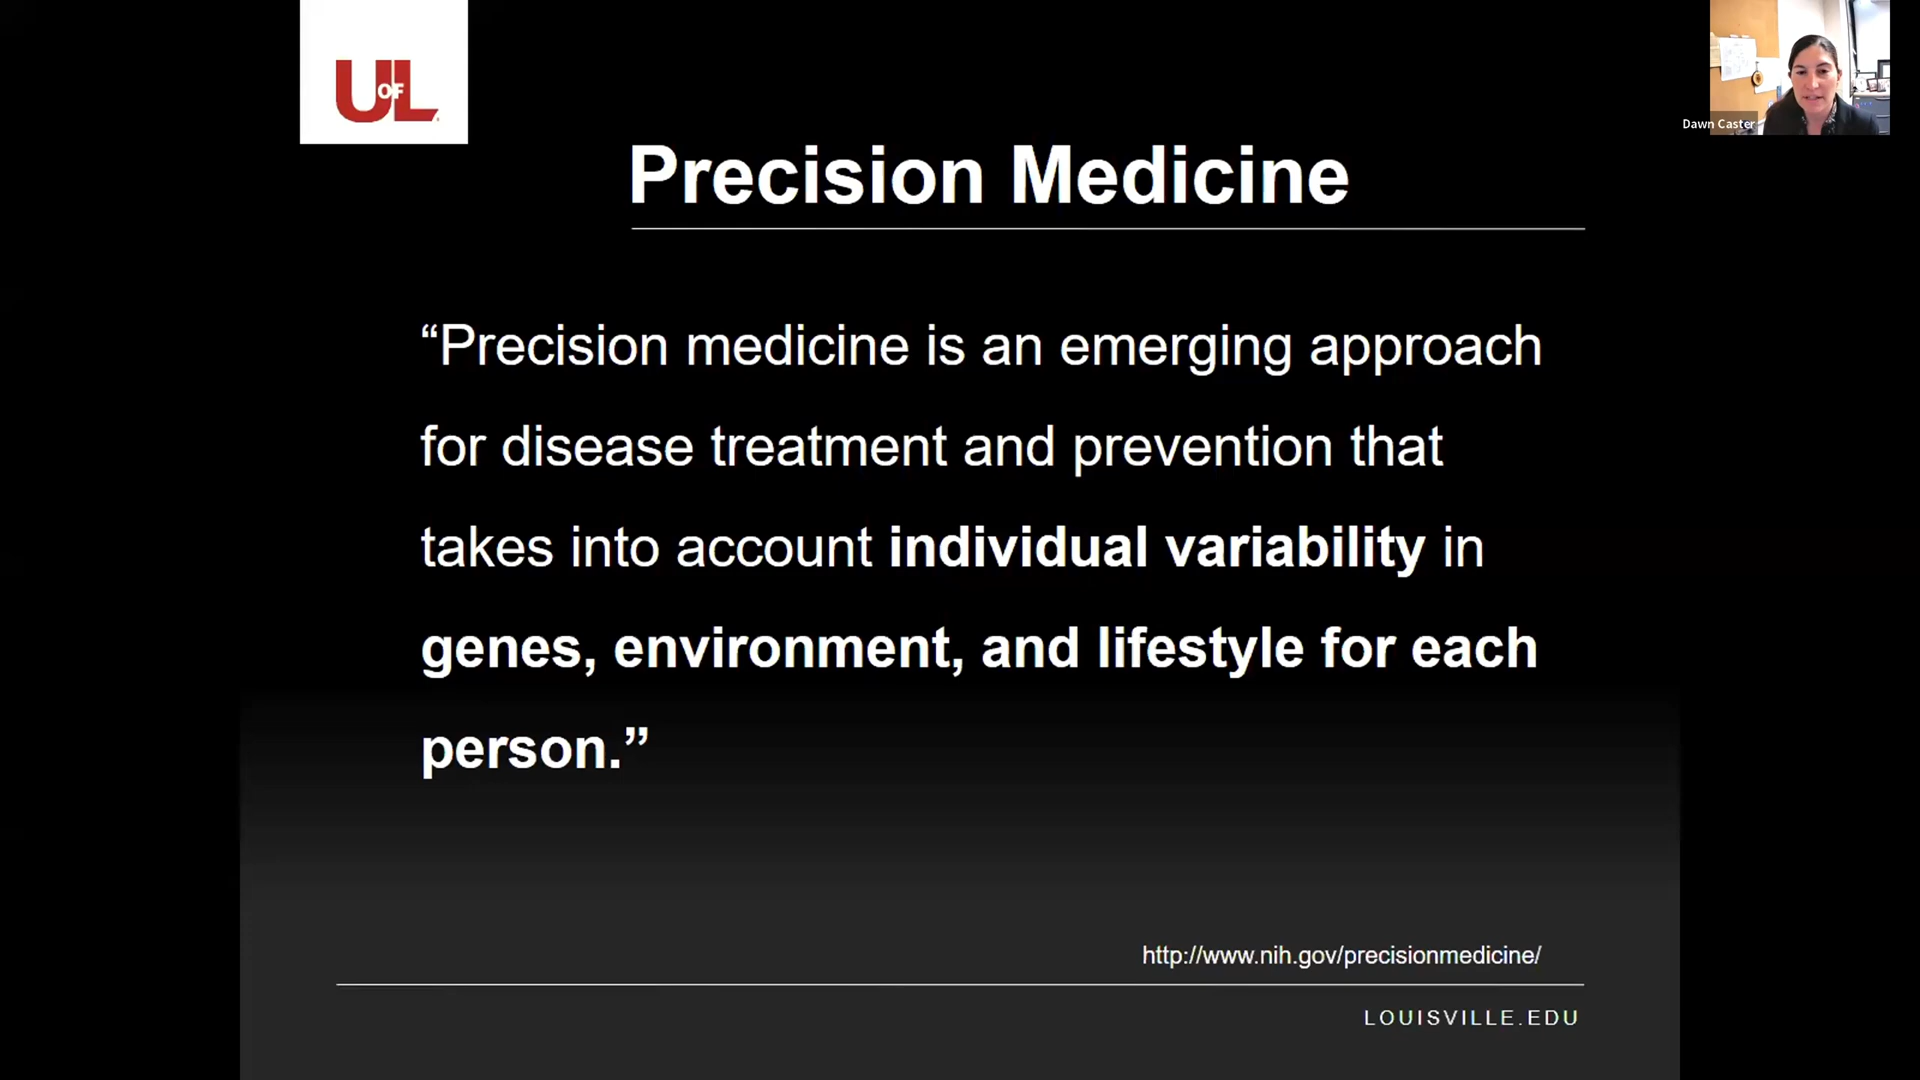 UOFL
Dawn Caster
Precision Medicine
“Precision medicine is an emerging approach
for disease treatment and prevention that
takes into account individual variability in
genes, environment, and lifestyle for each
person.”
http://www.nih.gov/precisionmedicine/
LOUISVILLE.EDU